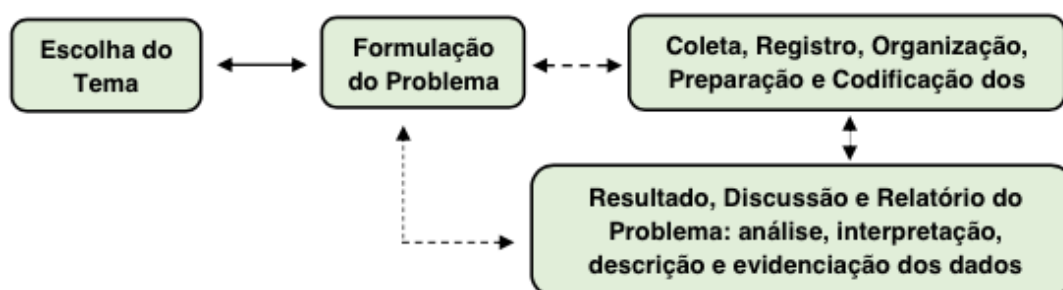 Escolha do
Tema
Formulação
do Problema
Coleta, Registro, Organização,
Preparação e Codificação dos
Resultado, Discussão e Relatório do
Problema: análise, interpretação,
descrição e evidenciação dos dados